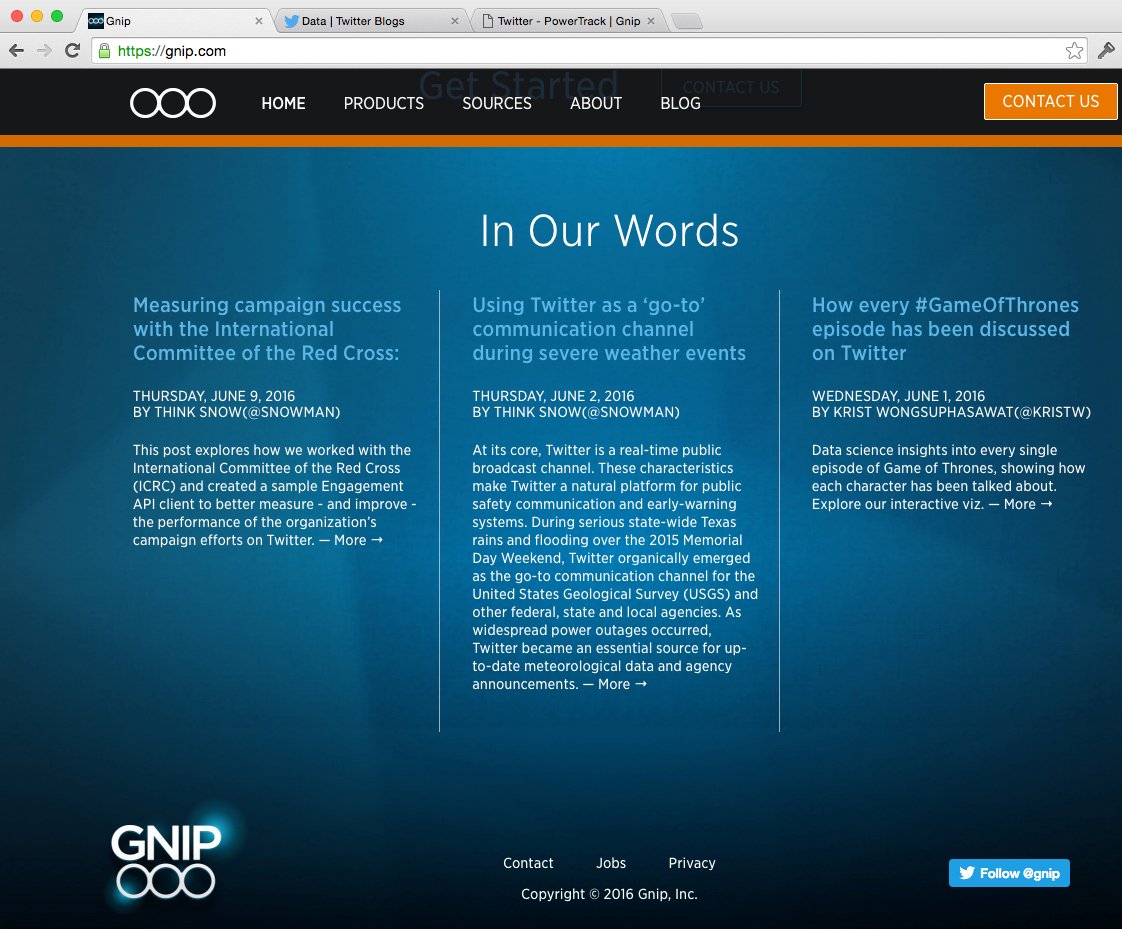 Gnip
Data | Twitter Blogs
Twitter - PowerTrack | Gnip
https://gnip.com
Get Started
CONTACT US
HOME
PRODUCTS
SOURCES
ABOUT
BLOG
CONTACT US
In Our Words
Measuring campaign success
with the International
Committee of the Red Cross:
THURSDAY, JUNE 9, 2016
BY THINK SNOW(@SNOWMAN)
This post explores how we worked with the
International Committee of the Red Cross
(ICRC) and created a sample Engagement
API client to better measure - and improve -
the performance of the organization’s
campaign efforts on Twitter. — More →
Using Twitter as a ‘go-to’
communication channel
during severe weather events
THURSDAY, JUNE 2, 2016
BY THINK SNOW(@SNOWMAN)
At its core, Twitter is a real-time public
broadcast channel. These characteristics
make Twitter a natural platform for public
safety communication and early-warning
systems. During serious state-wide Texas
rains and flooding over the 2015 Memorial
Day Weekend, Twitter organically emerged
as the go-to communication channel for the
United States Geological Survey (USGS) and
other federal, state and local agencies. As
widespread power outages occurred,
Twitter became an essential source for up-
to-date meteorological data and agency
announcements. — More →
How every #GameOfThrones
episode has been discussed
on Twitter
WEDNESDAY, JUNE 1, 2016
BY KRIST WONGSUPHASAWAT(@KRISTW)
Data science insights into every single
episode of Game of Thrones, showing how
each character has been talked about.
Explore our interactive viz. — More →
GNIP
Contact
Jobs
Privacy
Copyright © 2016 Gnip, Inc.
Follow @gnip